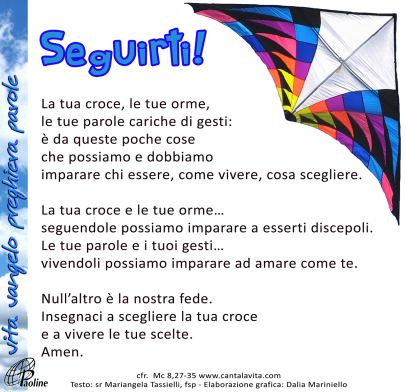 Seguirti!
La tua croce, le tue orme,
le tue parole cariche di gesti:
è da queste poche cose
che possiamo e dobbiamo
imparare chi essere, come vivere, cosa scegliere.
La tua croce e le tue orme...
seguendole possiamo imparare a esserti discepoli.
Le tue parole e i tuoi gesti...
vivendoli possiamo imparare ad amare come te.
Null'altro è la nostra fede.
Insegnaci a scegliere la tua croce
e a vivere le tue scelte.
Amen.
vita vangelo preghiera parole
Paoline
cfr. Mc 8,27-35 www.cantalavita.com
Testo: sr Mariangela Tassielli, fsp - Elaborazione grafica: Dalia Mariniello